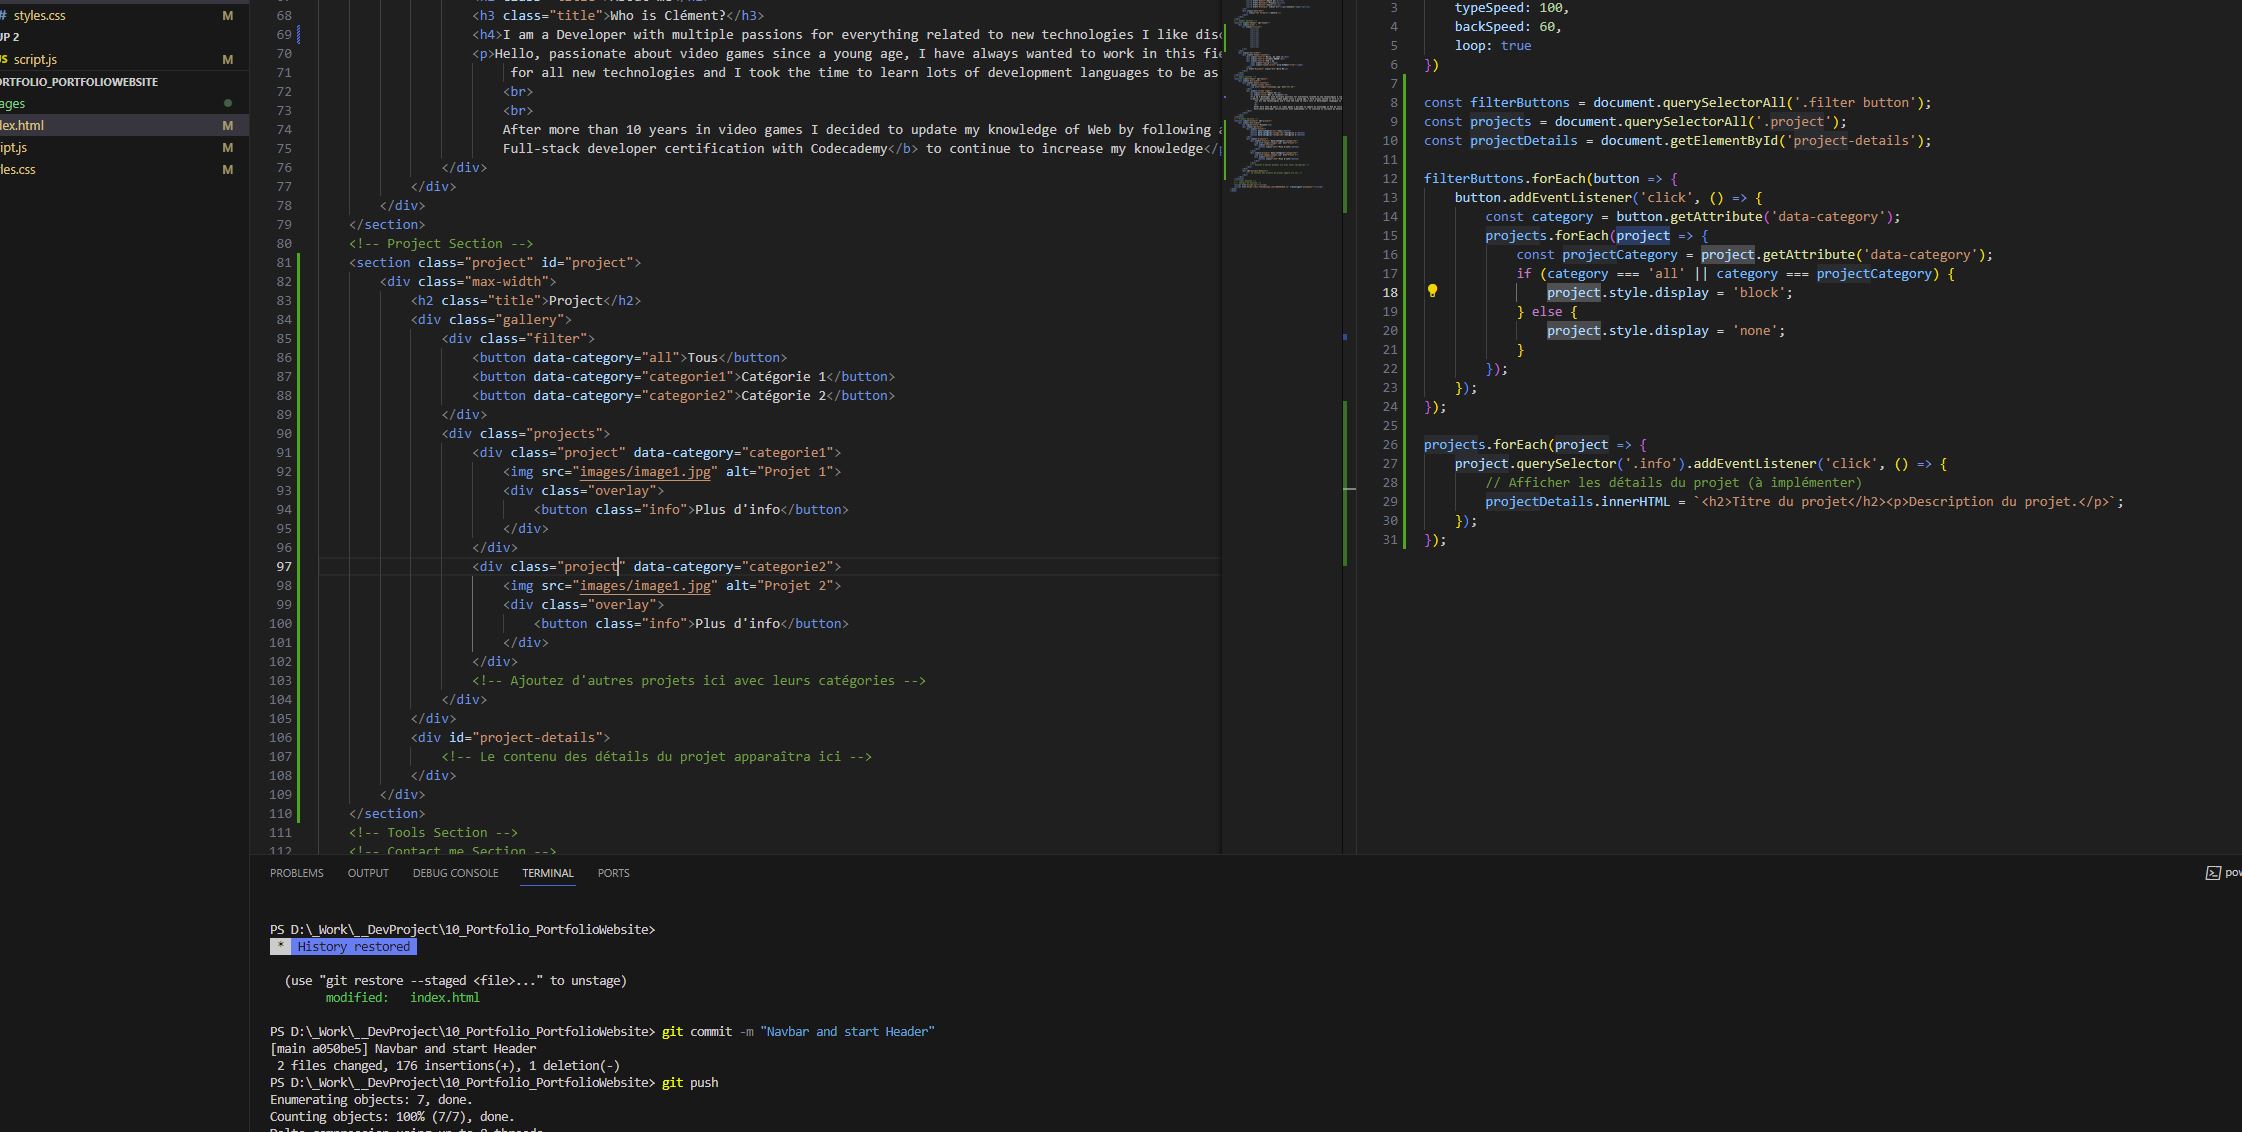 # styles.css M
UP 2
JS script.js M
ORTFOLIO_PORTFOLIOWEBSITE
ages
dex.html M
ipt.js M
les.css M
68 <h3 class="title">Who is Clément?</h3>
69 <h4>I am a Developer with multiple passions for everything related to new technologies I like disc
70 <p>Hello, passionate about video games since a young age, I have always wanted to work in this fie
71 for all new technologies and I took the time to learn lots of development languages to be as
72 <br>
73 <br>
74 After more than 10 years in video games I decided to update my knowledge of Web by following a
75 Full-stack developer certification with Codecademy</b> to continue to increase my knowledge</p
76 </div>
77 </div>
78 </div>
79 </section>
80 <!-- Project Section -->
81 <section class="project" id="project">
82 <div class="max-width">
83 <h2 class="title">Project</h2>
84 <div class="gallery">
85 <div class="filter">
86 <button data-category="all">Tous</button>
87 <button data-category="categorie1">Catégorie 1</button>
88 <button data-category="categorie2">Catégorie 2</button>
89 </div>
90 <div class="projects">
91 <div class="project" data-category="categorie1">
92 <img src="images/image1.jpg" alt="Projet 1">
93 <div class="overlay">
94 <button class="info">Plus d'info</button>
95 </div>
96 </div>
97 <div class="project" data-category="categorie2">
98 <img src="images/image1.jpg" alt="Projet 2">
99 <div class="overlay">
100 <button class="info">Plus d'info</button>
101 </div>
102 </div>
103 <!-- Ajoutez d'autres projets ici avec leurs catégories -->
104 </div>
105 </div>
106 <div id="project-details">
107 <!-- Le contenu des détails du projet apparaîtra ici -->
108 </div>
109 </div>
110 </section>
111 <!-- Tools Section -->
112 <!-- Contact me Section -->
3 typeSpeed: 100,
4 backSpeed: 60,
5 loop: true
6 })
7
8 const filterButtons = document.querySelectorAll('.filter button');
9 const projects = document.querySelectorAll('.project');
10 const projectDetails = document.getElementById('project-details');
11
12 filterButtons.forEach(button => {
13 button.addEventListener('click', () => {
14 const category = button.getAttribute('data-category');
15 projects.forEach(project => {
16 const projectCategory = project.getAttribute('data-category');
17 if (category === 'all' || category === projectCategory) {
18 project.style.display = 'block';
19 } else {
20 project.style.display = 'none';
21 }
22 });
23 });
24 });
25
26 projects.forEach(project => {
27 project.querySelector('.info').addEventListener('click', () => {
28 // Afficher les détails du projet (à implémenter)
29 projectDetails.innerHTML = `<h2>Titre du projet</h2><p>Description du projet.</p>`;
30 });
31 });
PROBLEMS OUTPUT DEBUG CONSOLE TERMINAL PORTS
pow
PS D:\_Work\__DevProject\10_Portfolio_PortfolioWebsite>
* History restored
(use "git restore --staged <file>..." to unstage)
modified: index.html
PS D:\_Work\__DevProject\10_Portfolio_PortfolioWebsite> git commit -m "Navbar and start Header"
[main a050be5] Navbar and start Header
2 files changed, 176 insertions(+), 1 deletion(-)
PS D:\_Work\__DevProject\10_Portfolio_PortfolioWebsite> git push
Enumerating objects: 7, done.
Counting objects: 100% (7/7), done.